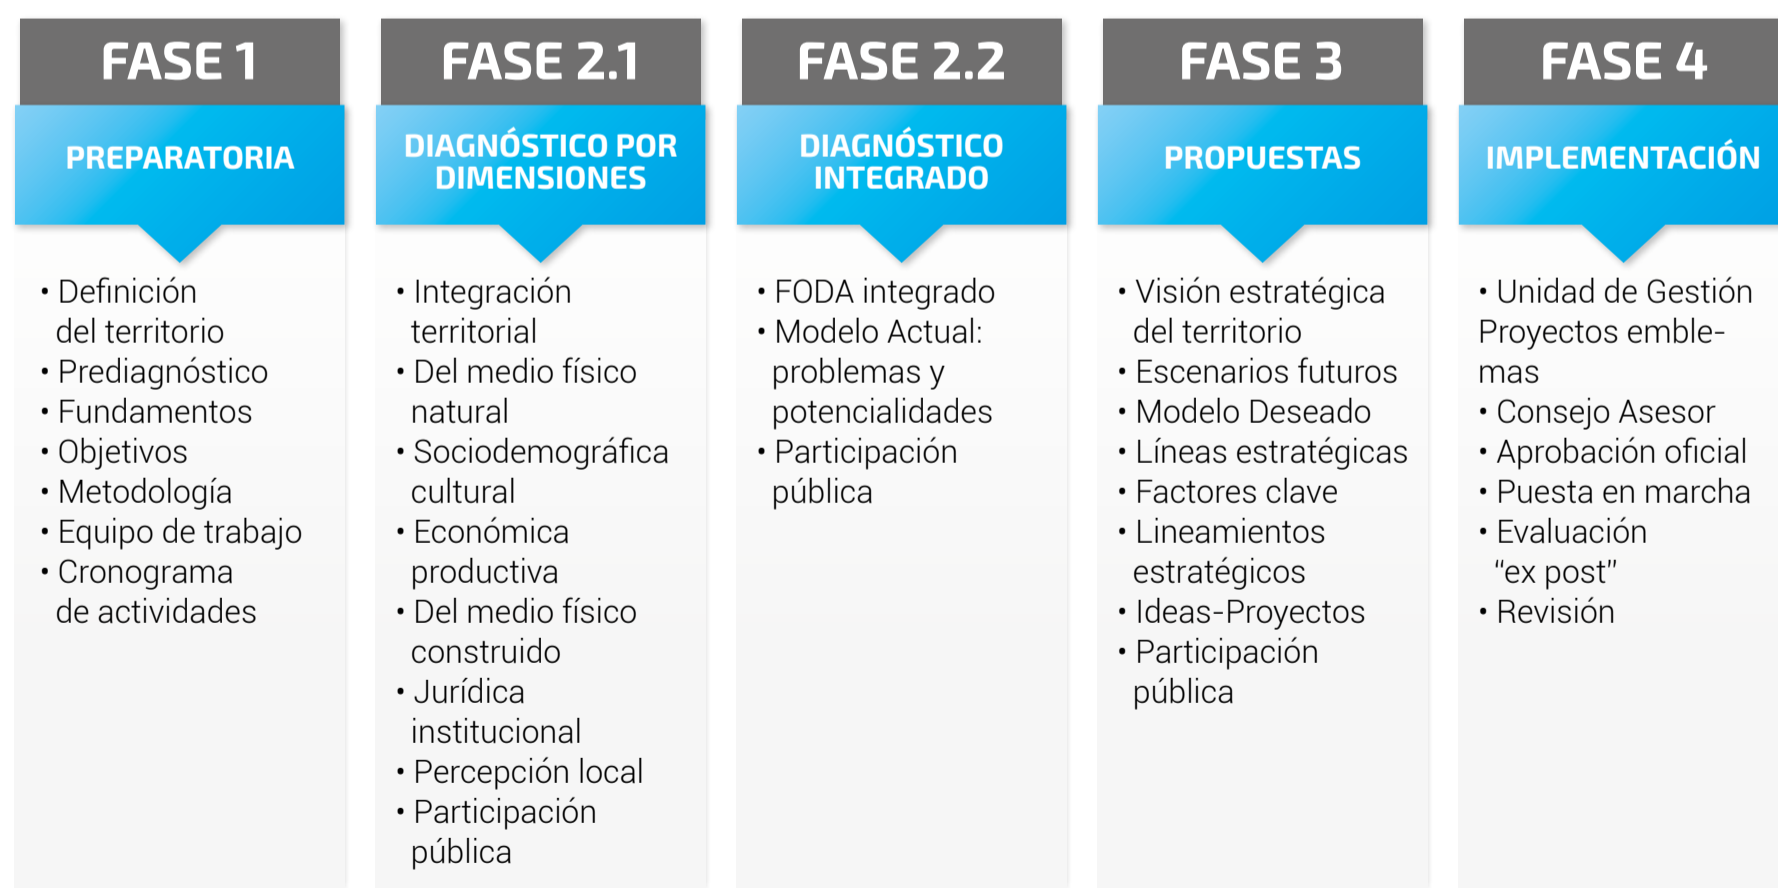 FASE 1
PREPARATORIA
• Definición
del territorio
• Prediagnóstico
• Fundamentos
• Objetivos
• Metodología
• Equipo de trabajo
• Cronograma
de actividades
FASE 2.1
DIAGNÓSTICO POR
DIMENSIONES
• Integración
territorial
• Del medio físico
natural
• Sociodemográfica
cultural
• Económica
productiva
• Del medio físico
construido
• Jurídica
institucional
• Percepción local
• Participación
pública
FASE 2.2
DIAGNÓSTICO
INTEGRADO
• FODA integrado
• Modelo Actual:
problemas y
potencialidades
• Participación
pública
FASE 3
PROPUESTAS
• Visión estratégica
del territorio
• Escenarios futuros
• Modelo Deseado
• Líneas estratégicas
• Factores clave
• Lineamientos
estratégicos
• Ideas-Proyectos
• Participación
pública
FASE 4
IMPLEMENTACIÓN
• Unidad de Gestión
Proyectos emble-
mas
• Consejo Asesor
• Aprobación oficial
• Puesta en marcha
• Evaluación
“ex post”
• Revisión